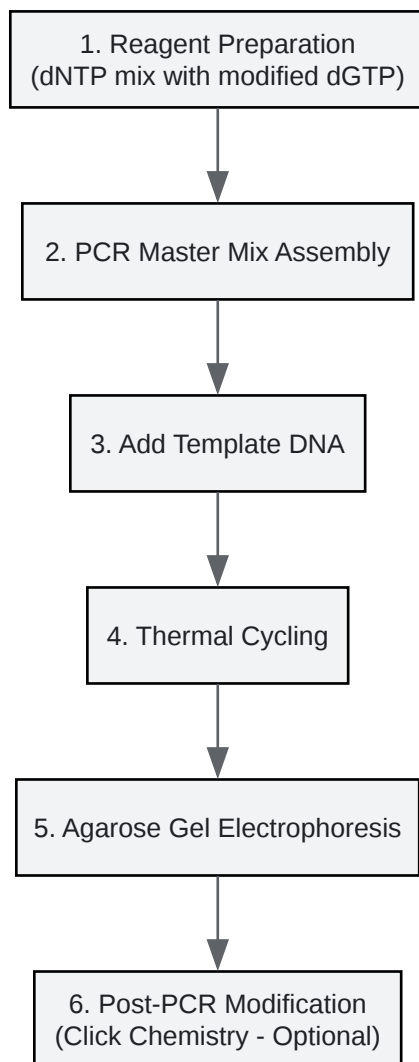 1. Reagent Preparation
(dNTP mix with modified dGTP)
2. PCR Master Mix Assembly
3. Add Template DNA
4. Thermal Cycling
5. Agarose Gel Electrophoresis
6. Post-PCR Modification
(Click Chemistry - Optional)